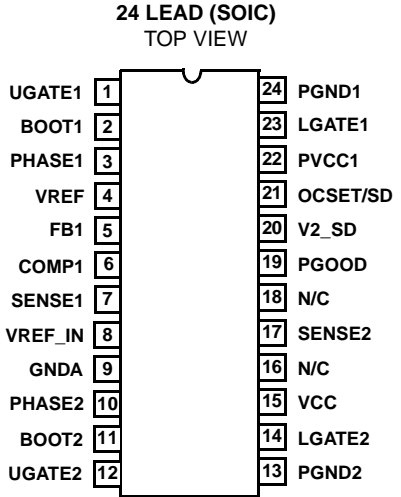 24 LEAD (SOIC)
TOP VIEW
UGATE1 1 24 PGND1
BOOT1 2 23 LGATE1
PHASE1 3 22 PVCC1
VREF 4 21 OCSET/SD
FB1 5 20 V2_SD
COMP1 6 19 PGOOD
SENSE1 7 18 N/C
VREF_IN 8 17 SENSE2
GNDA 9 16 N/C
PHASE2 10 15 VCC
BOOT2 11 14 LGATE2
UGATE2 12 13 PGND2